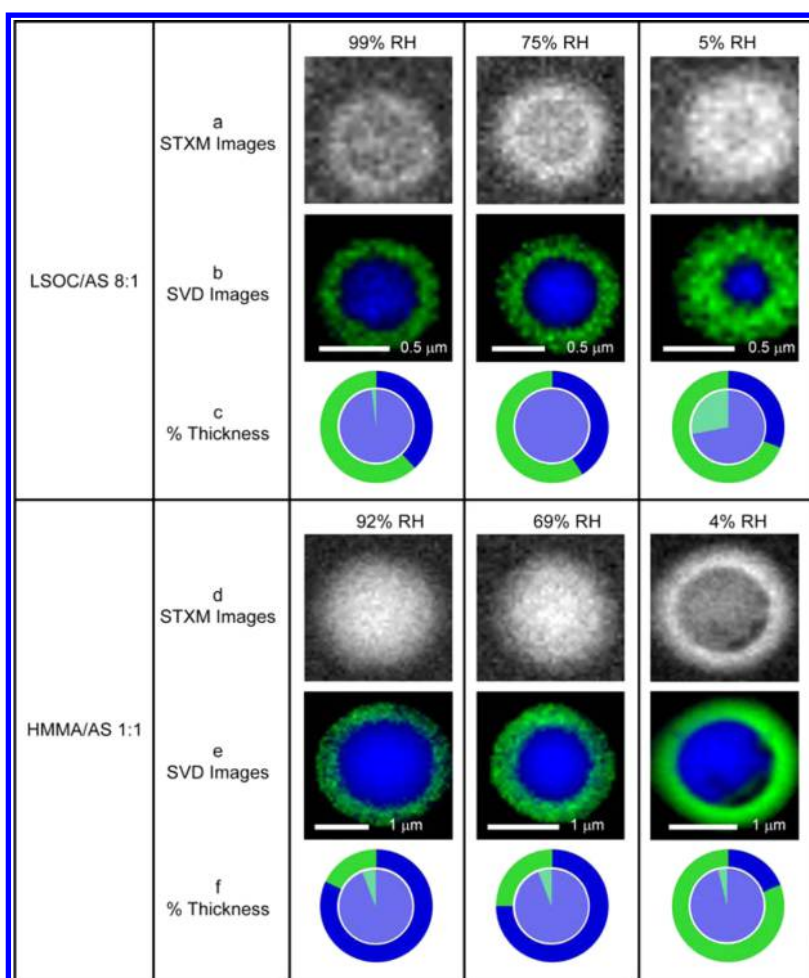 99% RH
75% RH
5% RH
a
STXM Images
LSOC/AS 8:1
b
SVD Images
0.5 μm
0.5 μm
0.5 μm
c
% Thickness
92% RH
69% RH
4% RH
d
STXM Images
HMMA/AS 1:1
e
SVD Images
1 μm
1 μm
1 μm
f
% Thickness